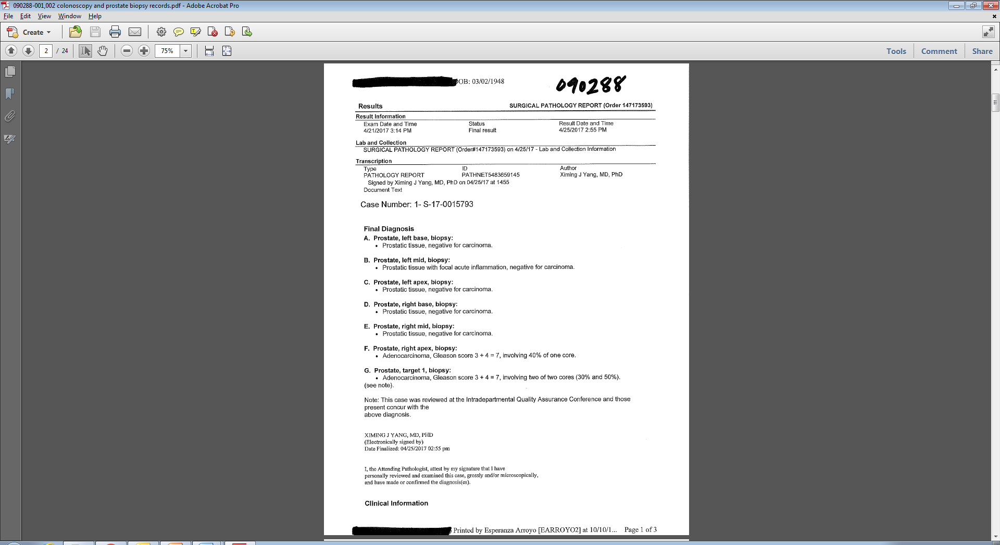 090288-001,002 colonoscopy and prostate biopsy records.pdf - Adobe Acrobat Pro
File Edit View Window Help
Create
2 / 24 75% Tools Comment Share
OB: 03/02/1948 090288
Results SURGICAL PATHOLOGY REPORT (Order 147173593)
Result Information
Exam Date and Time Status Result Date and Time
4/21/2017 3:14 PM Final result 4/25/2017 2:55 PM
Lab and Collection
SURGICAL PATHOLOGY REPORT (Order#147173593) on 4/25/17 - Lab and Collection Information
Transcription
Type ID Author
PATHOLOGY REPORT PATHNET5483659145 Ximing J Yang, MD, PhD
Signed by Ximing J Yang, MD, PhD on 04/25/17 at 1455
Document Text
Case Number: 1- S-17-0015793
Final Diagnosis
A. Prostate, left base, biopsy:
• Prostatic tissue, negative for carcinoma.
B. Prostate, left mid, biopsy:
• Prostatic tissue with focal acute inflammation, negative for carcinoma.
C. Prostate, left apex, biopsy:
• Prostatic tissue, negative for carcinoma.
D. Prostate, right base, biopsy:
• Prostatic tissue, negative for carcinoma.
E. Prostate, right mid, biopsy:
• Prostatic tissue, negative for carcinoma.
F. Prostate, right apex, biopsy:
• Adenocarcinoma, Gleason score 3 + 4 = 7, involving 40% of one core.
G. Prostate, target 1, biopsy:
• Adenocarcinoma, Gleason score 3 + 4 = 7, involving two of two cores (30% and 50%).
(see note).
Note: This case was reviewed at the Intradepartmental Quality Assurance Conference and those
present concur with the
above diagnosis.
XIMING J YANG, MD, PHD
(Electronically signed by)
Date Finalized: 04/25/2017 02:55 pm
I, the Attending Pathologist, attest by my signature that I have
personally reviewed and examined this case, grossly and/or microscopically,
and have made or confirmed the diagnosis(es).
Clinical Information
Printed by Esperanza Arroyo [EARROYO2] at 10/10/1... Page 1 of 3